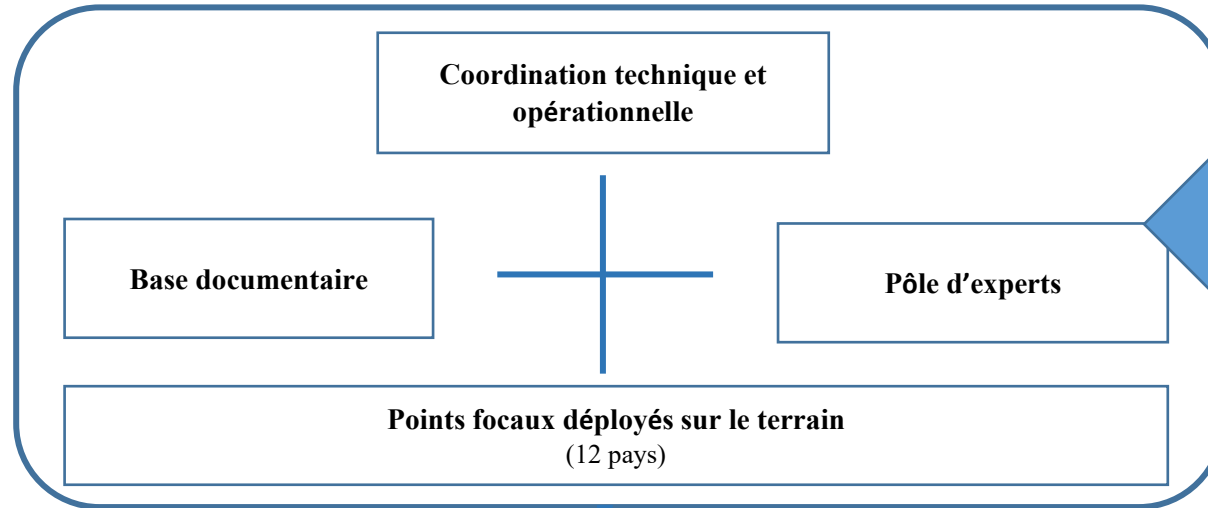 Coordination technique et
opérationnelle
Base documentaire
Pôle d’experts
Points focaux déployés sur le terrain
(12 pays)